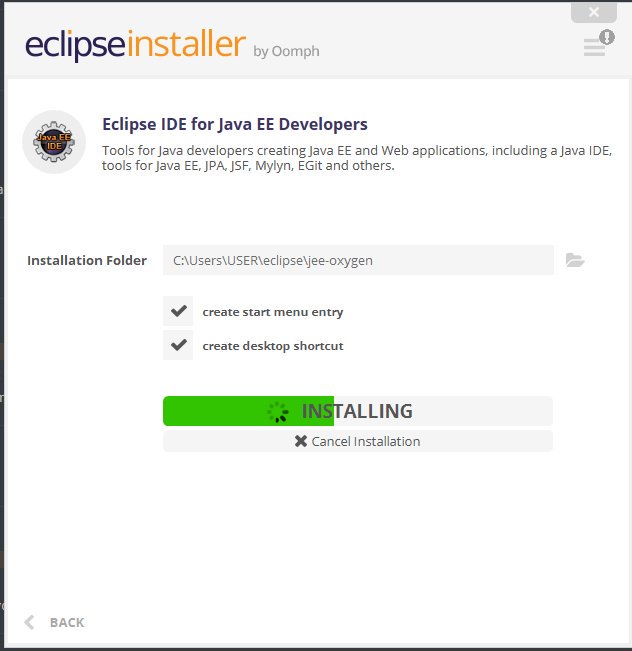 eclipseinstaller by Oomph
Java EE
IDE
Eclipse IDE for Java EE Developers
Tools for Java developers creating Java EE and Web applications, including a Java IDE,
tools for Java EE, JPA, JSF, Mylyn, EGit and others.
Installation Folder C:\Users\USER\eclipse\jee-oxygen
create start menu entry
create desktop shortcut
INSTALLING
Cancel Installation
BACK